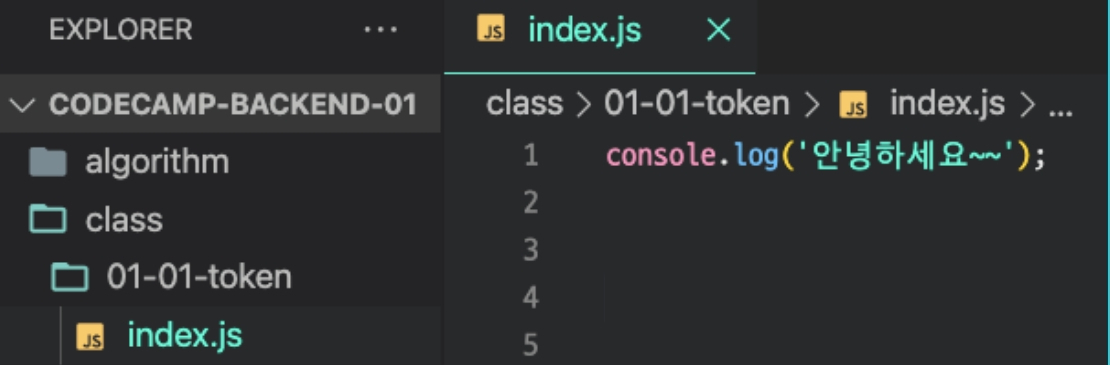 EXPLORER ...
CODECAMP-BACKEND-01
algorithm
class
01-01-token
JS index.js
JS index.js
class > 01-01-token > JS index.js > ...
1 console.log('안녕하세요~~');
2
3
4
5